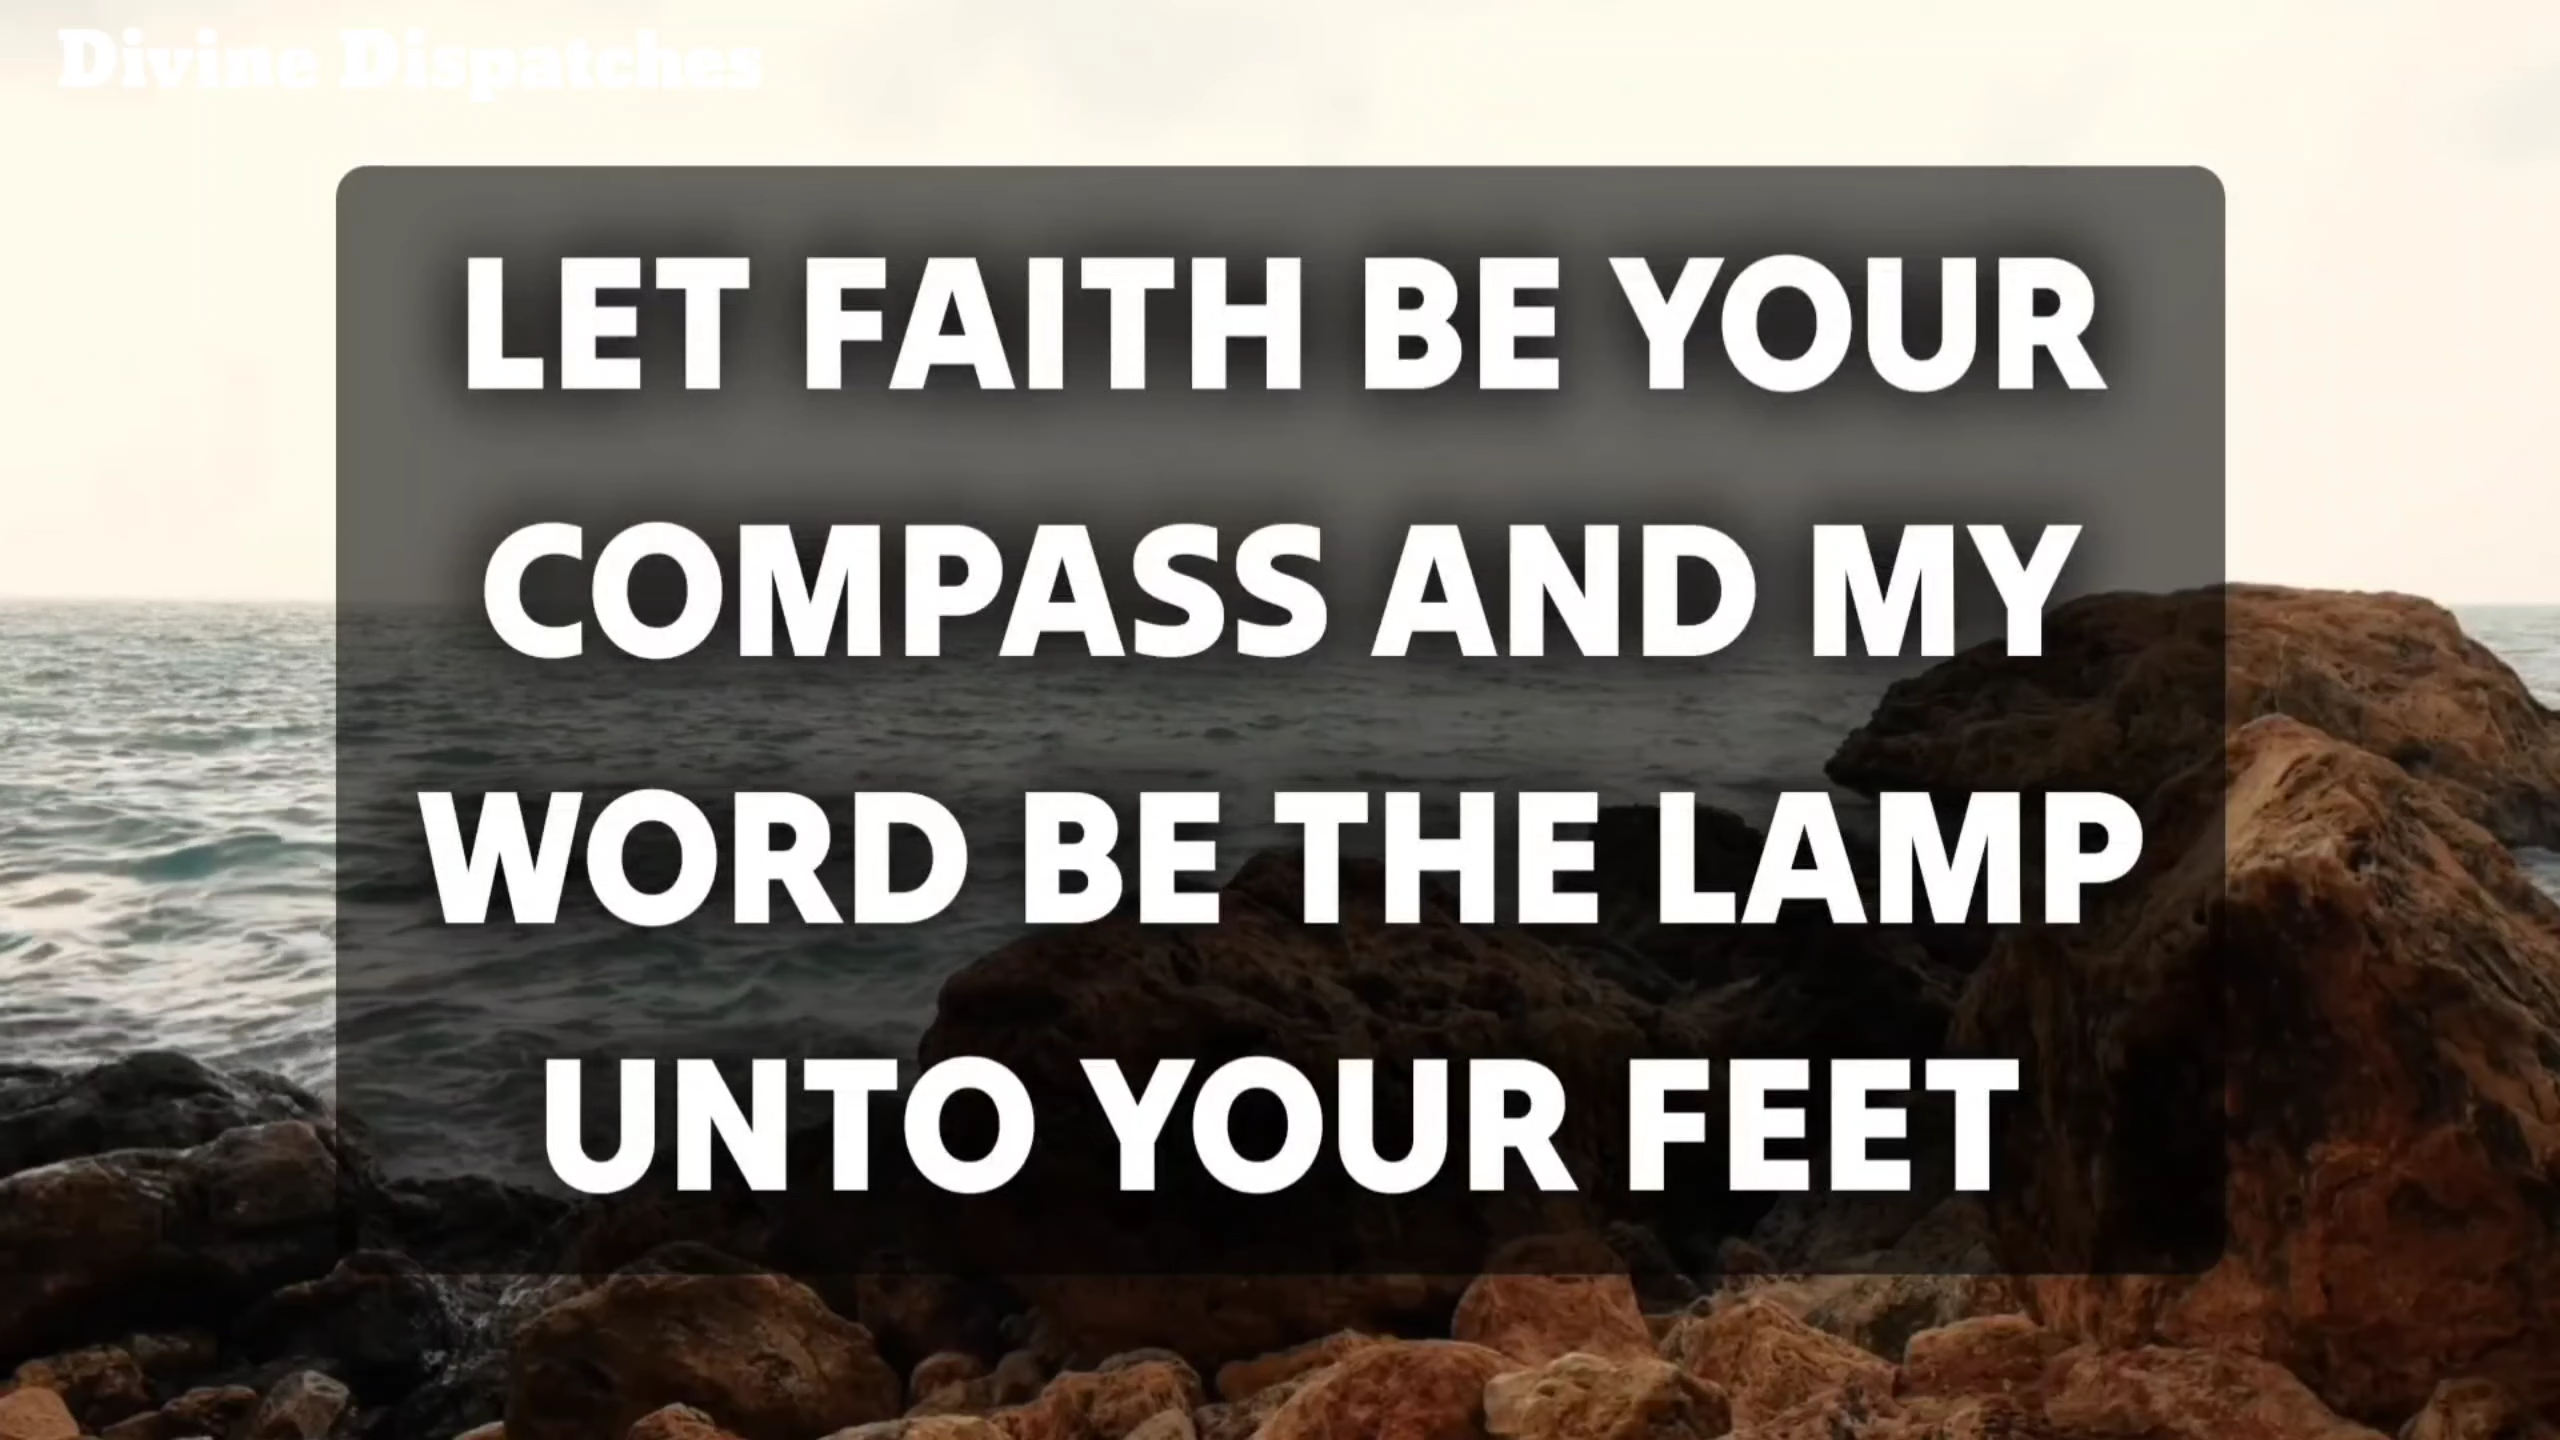 Divine Dispatches
LET FAITH BE YOUR
COMPASS AND MY
WORD BE THE LAMP
UNTO YOUR FEET